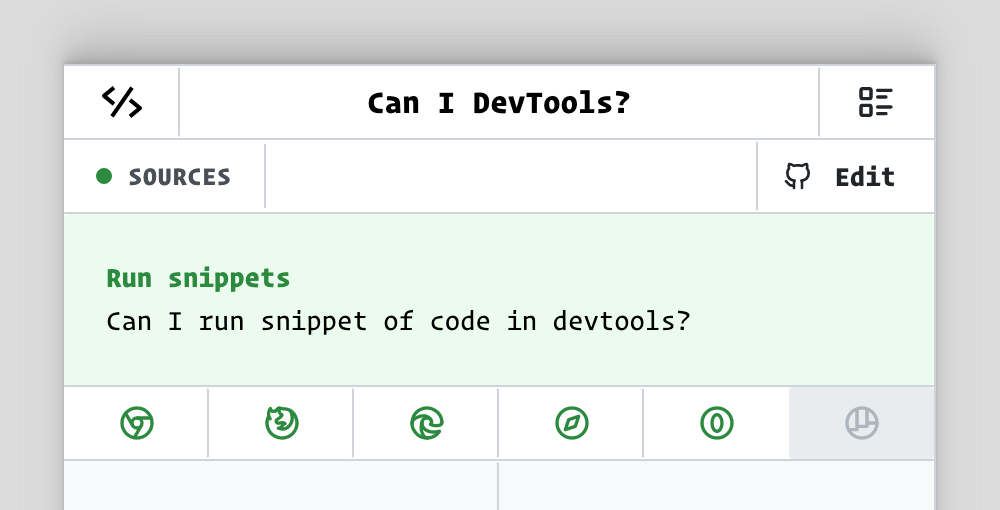 Can I DevTools?
SOURCES
Edit
Run snippets
Can I run snippet of code in devtools?